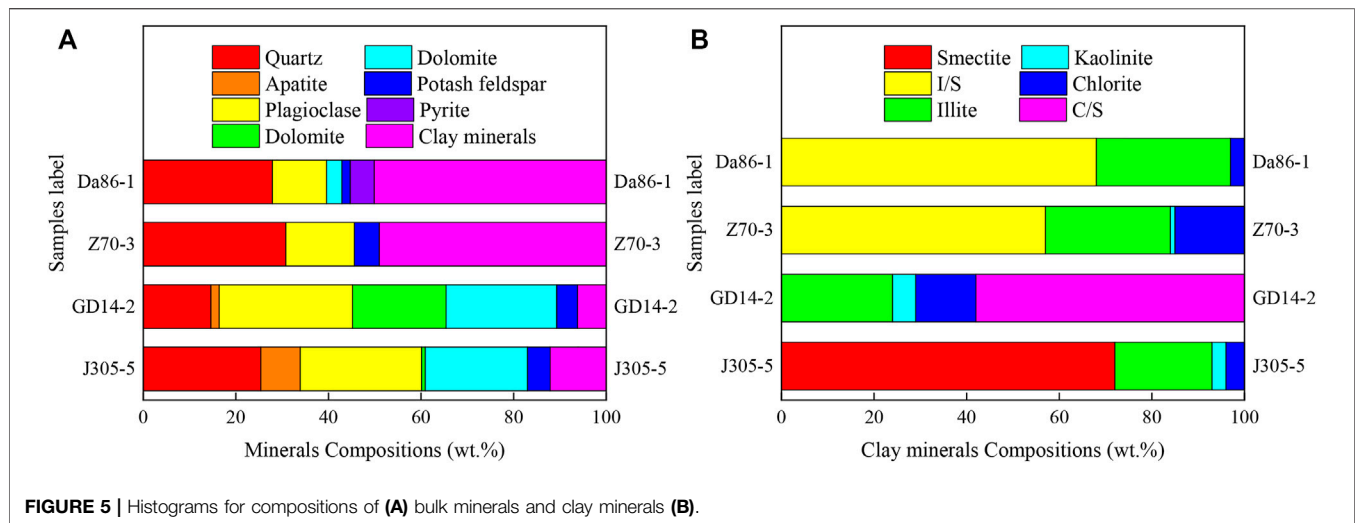 A
Quartz
Apatite
Plagioclase
Dolomite
Dolomite
Potash feldspar
Pyrite
Clay minerals
Samples label
Da86-1
Z70-3
GD14-2
J305-5
Da86-1
Z70-3
GD14-2
J305-5
0 20 40 60 80 100
Minerals Compositions (wt.%)
B
Smectite
I/S
Illite
Kaolinite
Chlorite
C/S
Samples label
Da86-1
Z70-3
GD14-2
J305-5
Da86-1
Z70-3
GD14-2
J305-5
0 20 40 60 80 100
Clay minerals Compositions (wt.%)
FIGURE 5 | Histograms for compositions of (A) bulk minerals and clay minerals (B).